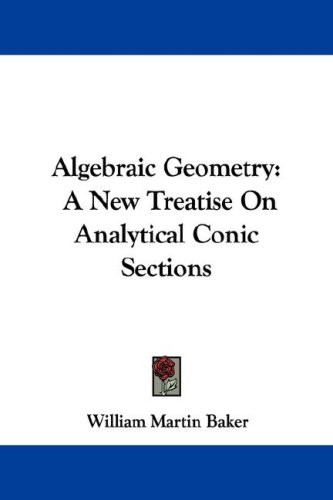 Algebraic Geometry:
A New Treatise On
Analytical Conic
Sections
William Martin Baker